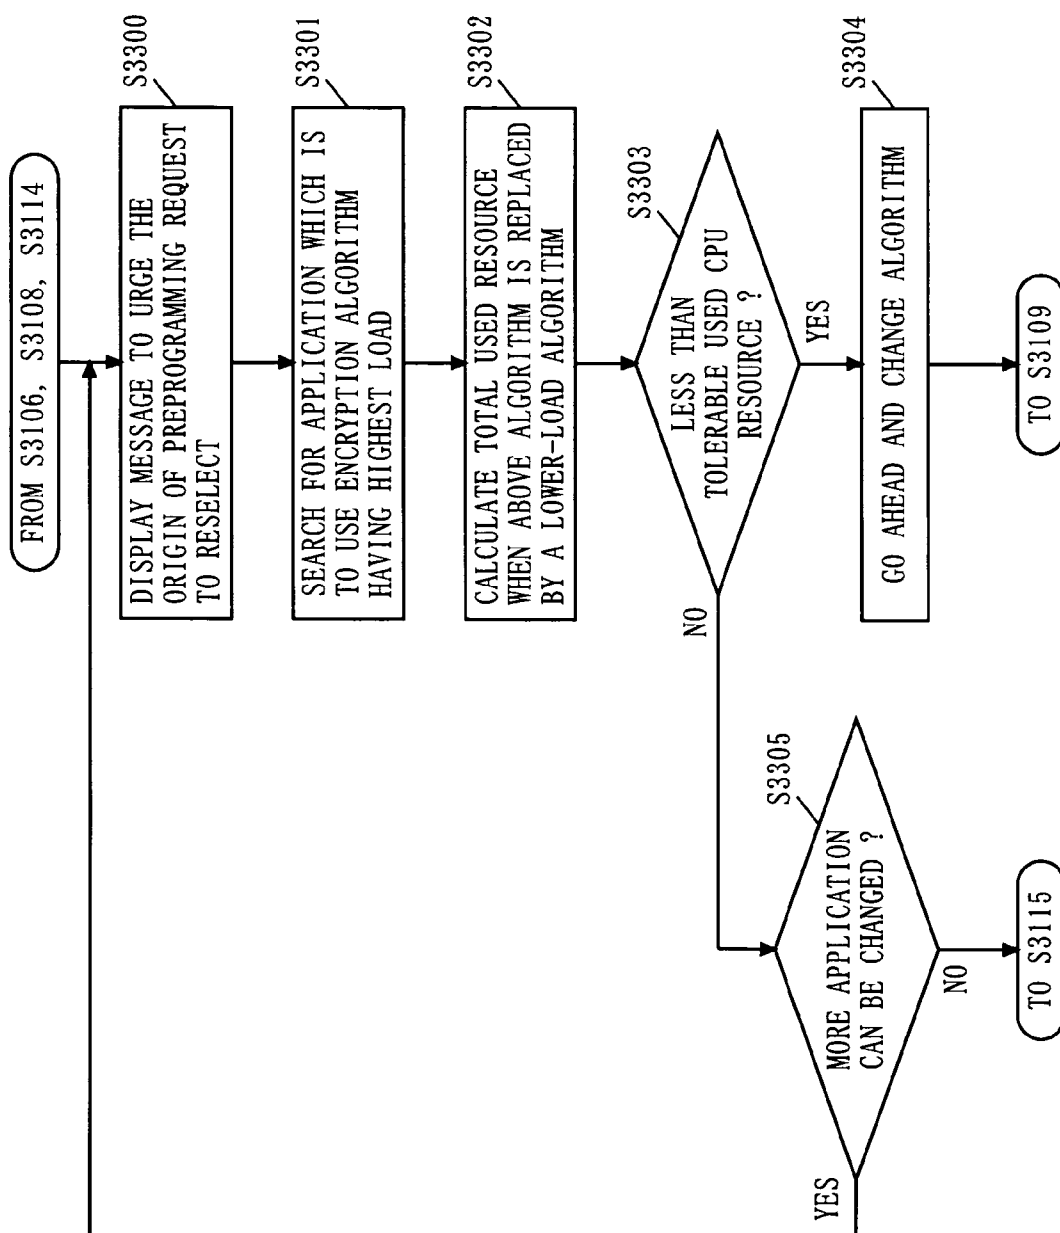 FROM S3106, S3108, S3114
S3300
DISPLAY MESSAGE TO URGE THE
ORIGIN OF PREPROGRAMMING REQUEST
TO RESELECT
S3301
SEARCH FOR APPLICATION WHICH IS
TO USE ENCRYPTION ALGORITHM
HAVING HIGHEST LOAD
S3302
CALCULATE TOTAL USED RESOURCE
WHEN ABOVE ALGORITHM IS REPLACED
BY A LOWER-LOAD ALGORITHM
S3303
LESS THAN
TOLERABLE USED CPU
RESOURCE ?
YES
NO
S3304
GO AHEAD AND CHANGE ALGORITHM
TO S3109
S3305
MORE APPLICATION
CAN BE CHANGED ?
YES
NO
TO S3115